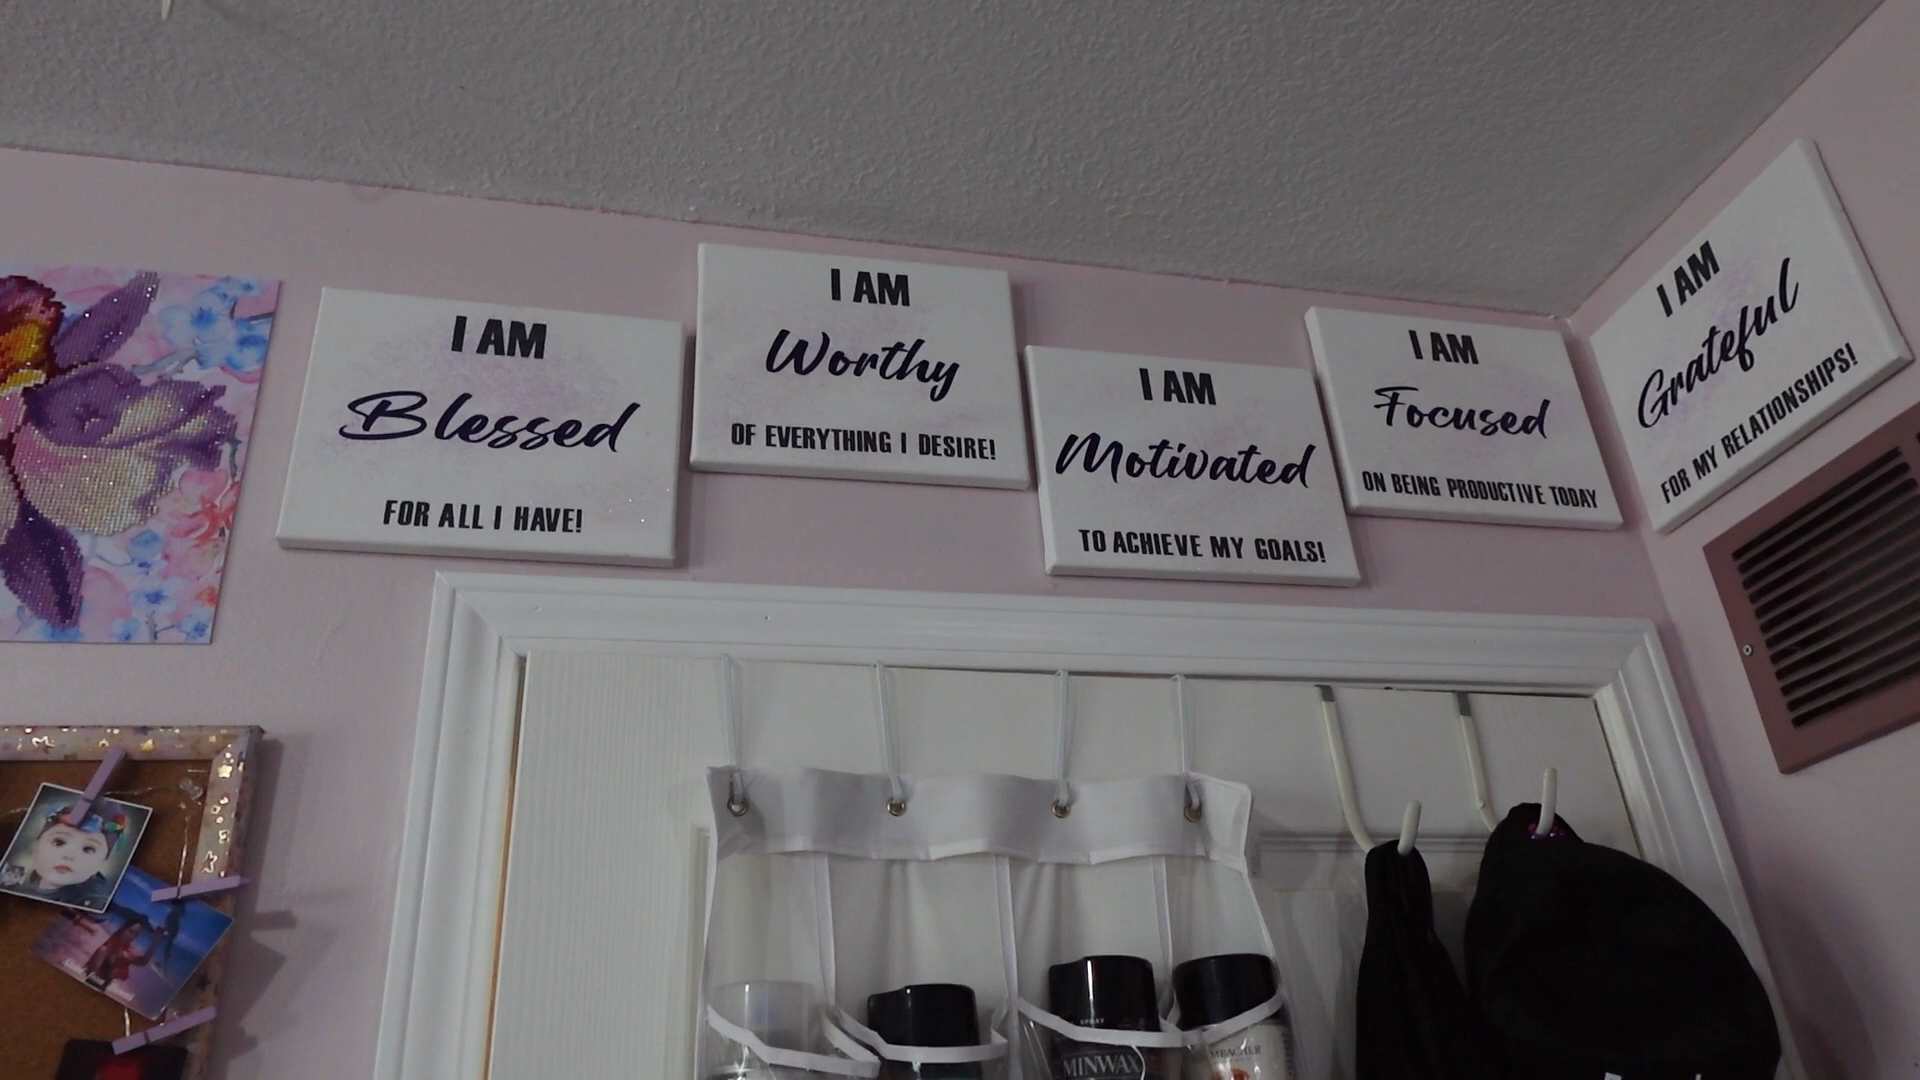 I AM
Blessed
FOR ALL I HAVE!
I AM
Worthy
OF EVERYTHING I DESIRE!
I AM
Motivated
TO ACHIEVE MY GOALS!
I AM
Focused
ON BEING PRODUCTIVE TODAY
I AM
Grateful
FOR MY RELATIONSHIPS!
SPRAY
MINWAX